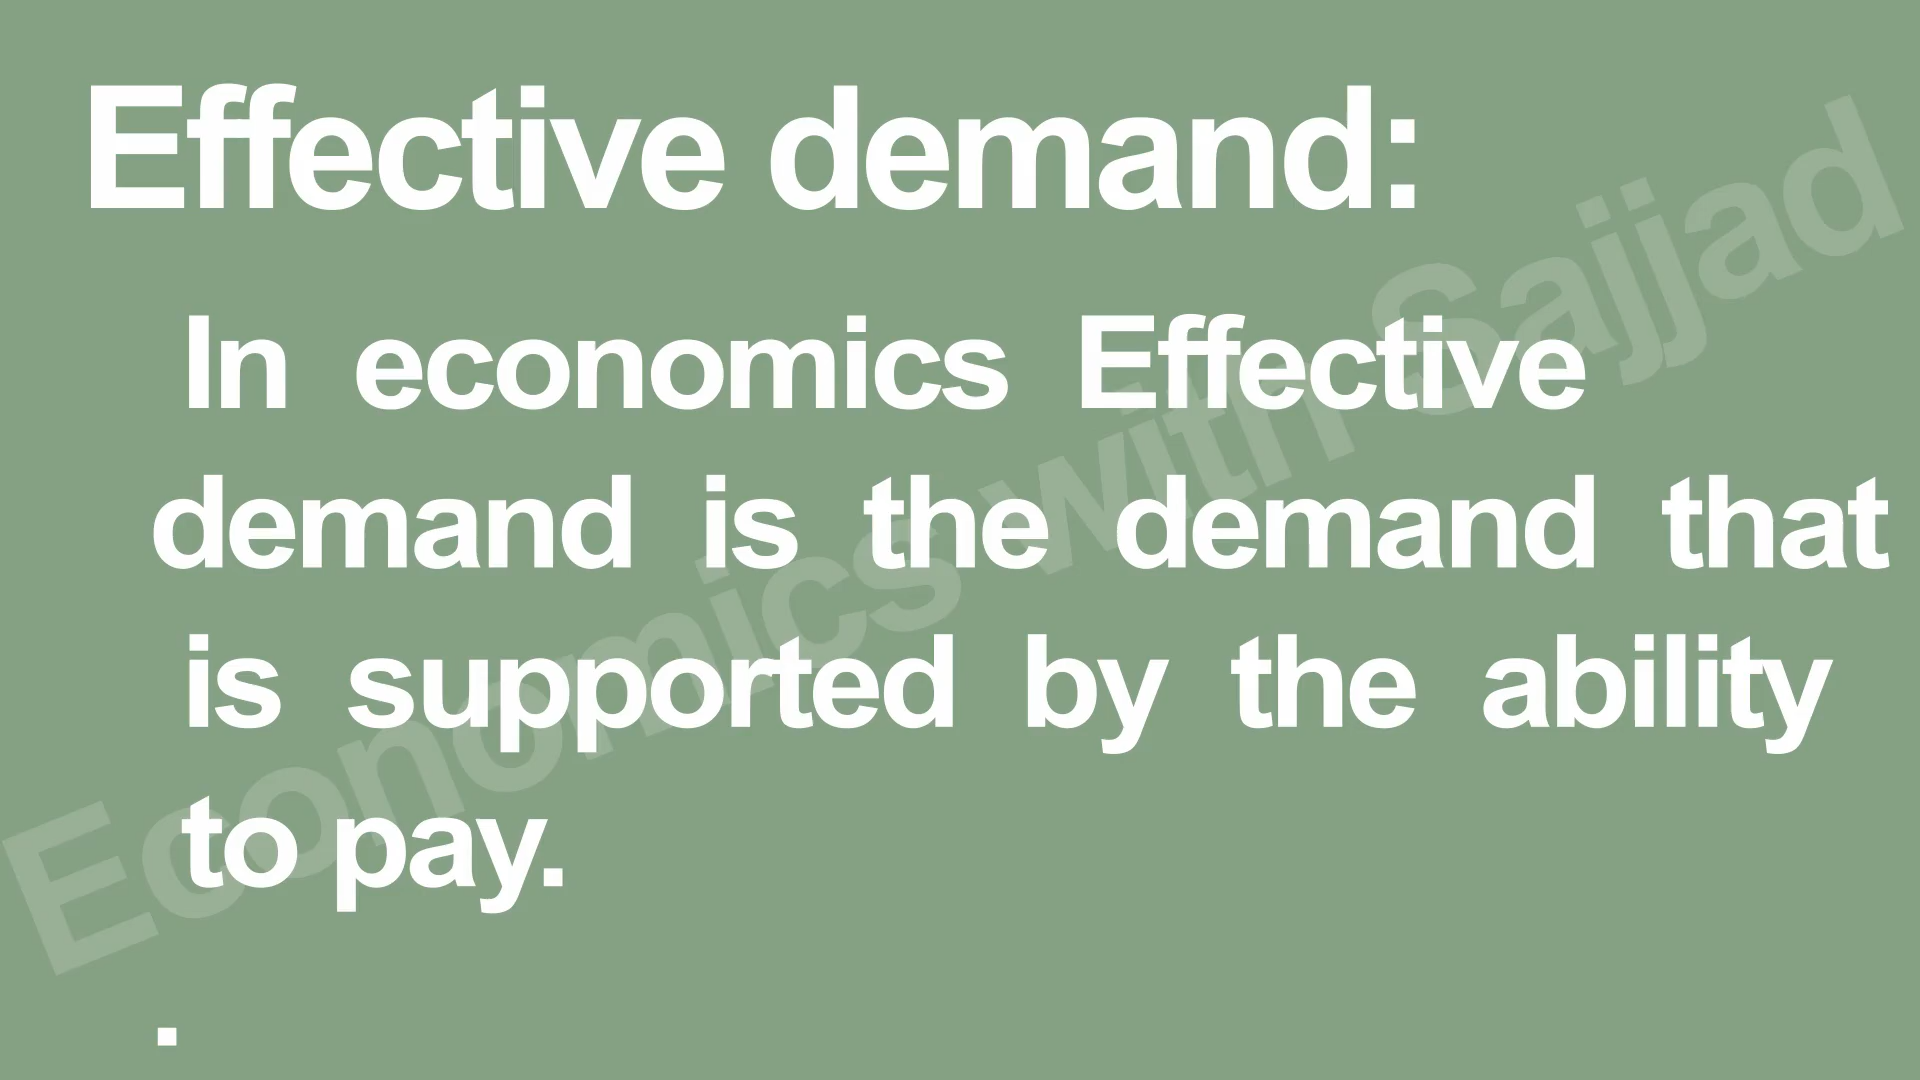 Effective demand:
In economics Effective
demand is the demand that
is supported by the ability
to pay.
.
Economics with Sajjad